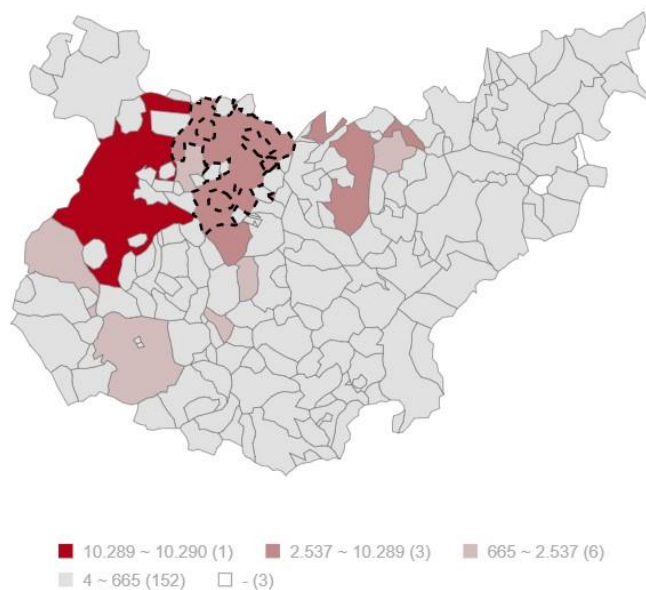 10.289 ~ 10.290 (1) 2.537 ~ 10.289 (3) 665 ~ 2.537 (6)
4 ~ 665 (152) - (3)